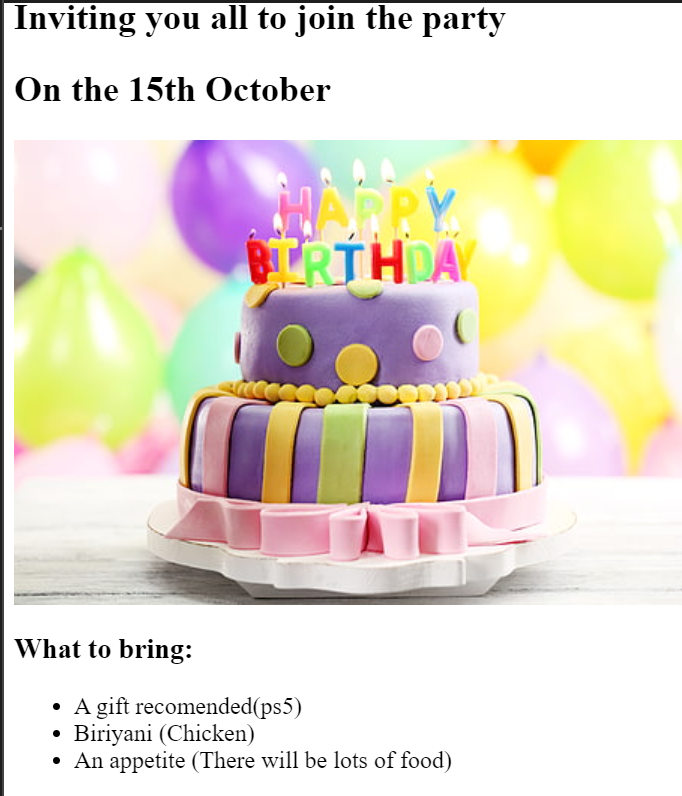 Inviting you all to join the party
On the 15th October
HAPPY
BIRTHDAY
What to bring:
A gift recomended(ps5)
Biriyani (Chicken)
An appetite (There will be lots of food)